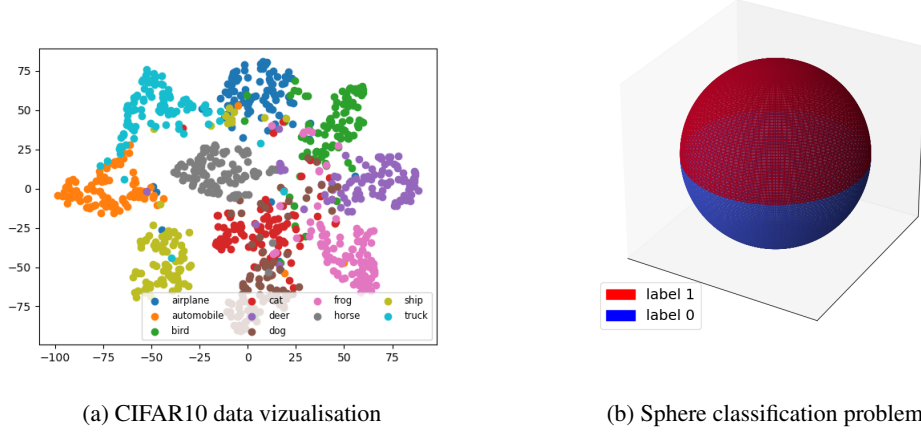 75
50
25
0
−25
−50
−75
−100 −75 −50 −25 0 25 50 75
airplane cat frog ship
automobile deer horse truck
bird dog
label 1
label 0
(a) CIFAR10 data vizualisation
(b) Sphere classification problem